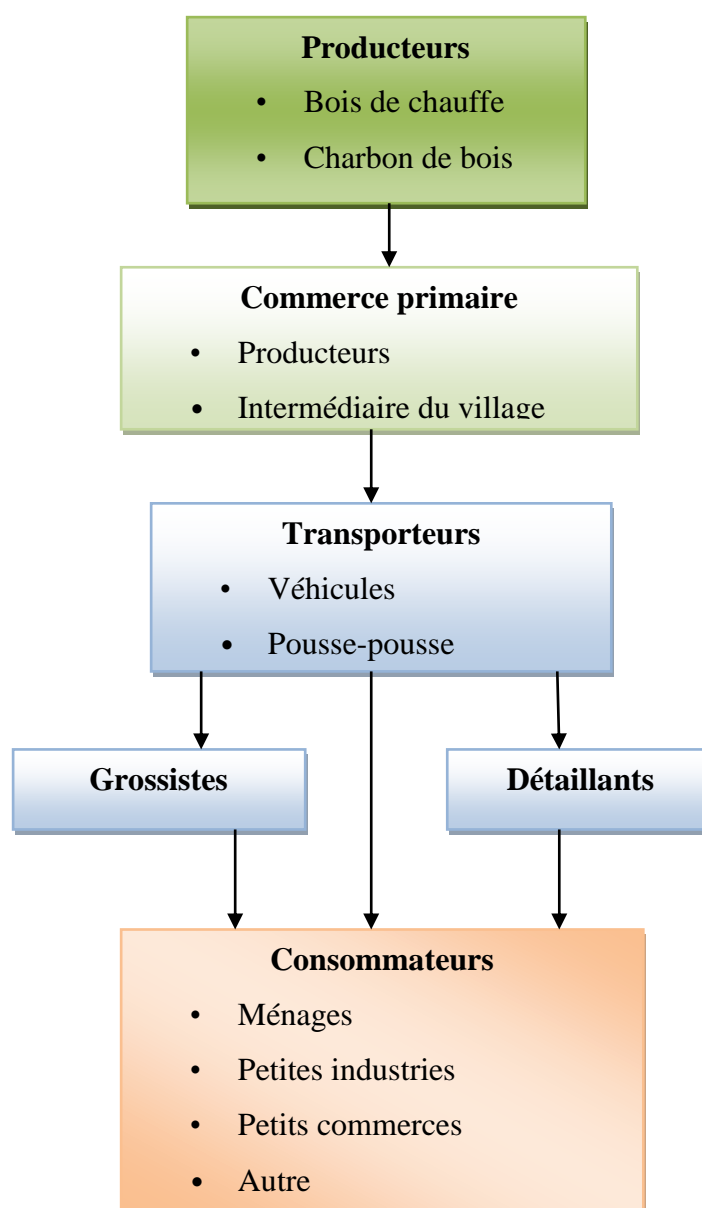 Producteurs
• Bois de chauffe
• Charbon de bois
Commerce primaire
• Producteurs
• Intermédiaire du village
Transporteurs
• Véhicules
• Pousse-pousse
Grossistes
Détaillants
Consommateurs
• Ménages
• Petites industries
• Petits commerces
• Autre